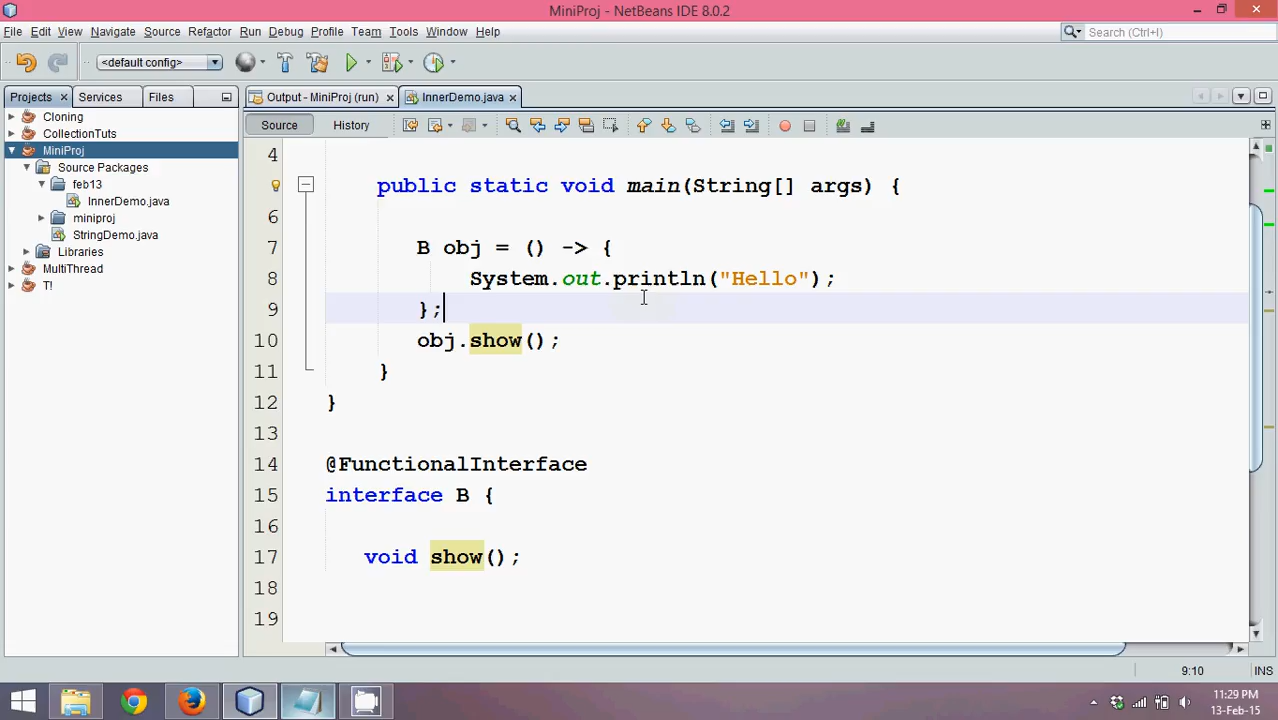 MiniProj - NetBeans IDE 8.0.2
File Edit View Navigate Source Refactor Run Debug Profile Team Tools Window Help
Search (Ctrl+I)
<default config>
Projects Services Files
Output - MiniProj (run) InnerDemo.java
Source History
Cloning
CollectionTuts
MiniProj
Source Packages
feb13
InnerDemo.java
miniproj
StringDemo.java
Libraries
MultiThread
T!
4
public static void main(String[] args) {
6
7 B obj = () -> {
8 System.out.println("Hello");
9 };
10 obj.show();
11 }
12 }
13
14 @FunctionalInterface
15 interface B {
16
17 void show();
18
19
9:10 INS
11:29 PM
13-Feb-15